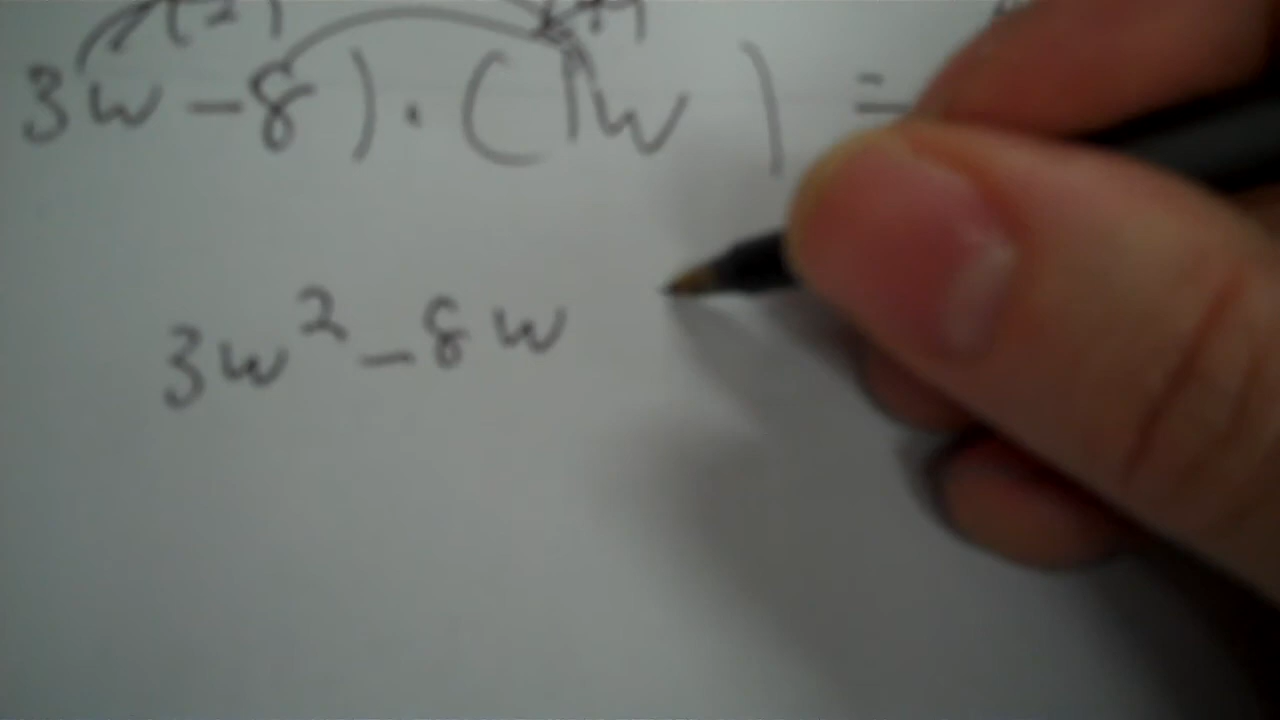 3w - 8) · (1w) =
3w² - 8w